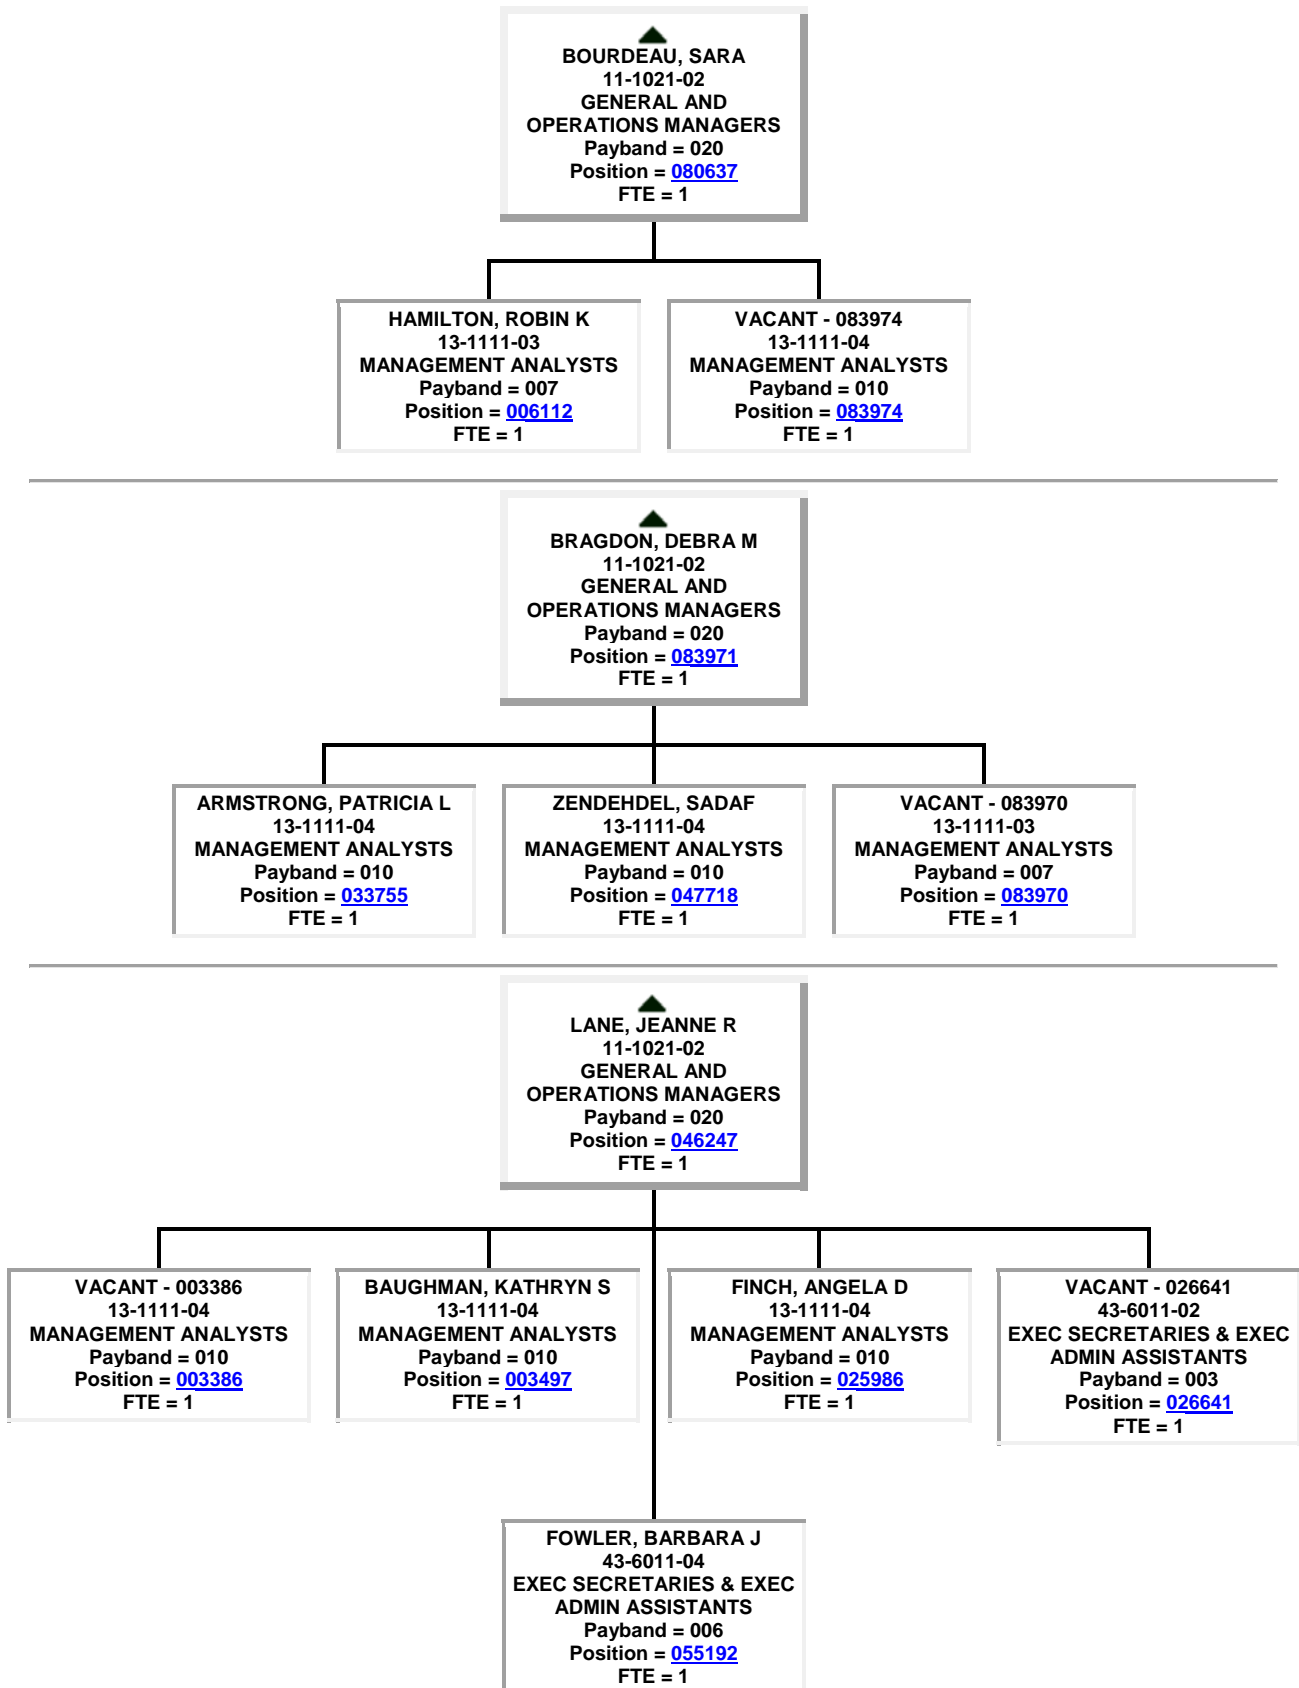 BOURDEAU, SARA
11-1021-02
GENERAL AND
OPERATIONS MANAGERS
Payband = 020
Position = 080637
FTE = 1
HAMILTON, ROBIN K
13-1111-03
MANAGEMENT ANALYSTS
Payband = 007
Position = 006112
FTE = 1
VACANT - 083974
13-1111-04
MANAGEMENT ANALYSTS
Payband = 010
Position = 083974
FTE = 1
BRAGDON, DEBRA M
11-1021-02
GENERAL AND
OPERATIONS MANAGERS
Payband = 020
Position = 083971
FTE = 1
ARMSTRONG, PATRICIA L
13-1111-04
MANAGEMENT ANALYSTS
Payband = 010
Position = 033755
FTE = 1
ZENDEHDEL, SADAF
13-1111-04
MANAGEMENT ANALYSTS
Payband = 010
Position = 047718
FTE = 1
VACANT - 083970
13-1111-03
MANAGEMENT ANALYSTS
Payband = 007
Position = 083970
FTE = 1
LANE, JEANNE R
11-1021-02
GENERAL AND
OPERATIONS MANAGERS
Payband = 020
Position = 046247
FTE = 1
VACANT - 003386
13-1111-04
MANAGEMENT ANALYSTS
Payband = 010
Position = 003386
FTE = 1
BAUGHMAN, KATHRYN S
13-1111-04
MANAGEMENT ANALYSTS
Payband = 010
Position = 003497
FTE = 1
FINCH, ANGELA D
13-1111-04
MANAGEMENT ANALYSTS
Payband = 010
Position = 025986
FTE = 1
VACANT - 026641
43-6011-02
EXEC SECRETARIES & EXEC
ADMIN ASSISTANTS
Payband = 003
Position = 026641
FTE = 1
FOWLER, BARBARA J
43-6011-04
EXEC SECRETARIES & EXEC
ADMIN ASSISTANTS
Payband = 006
Position = 055192
FTE = 1